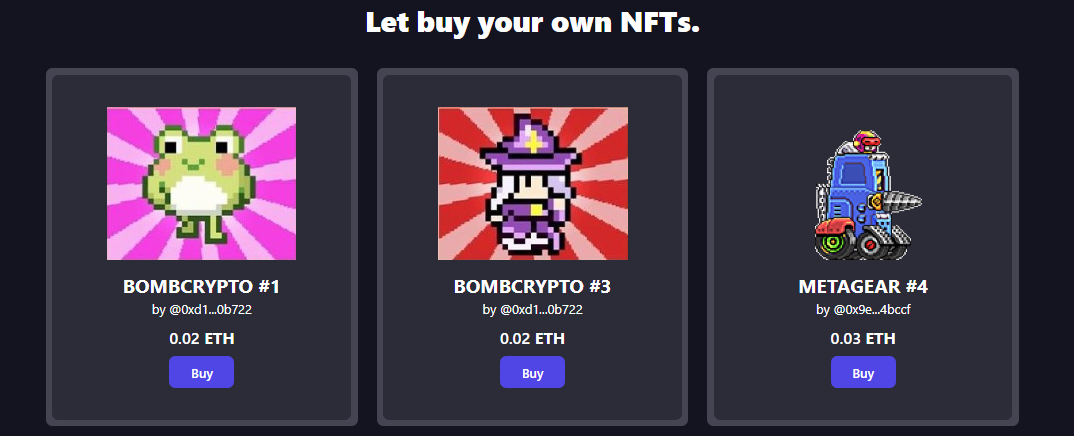 Let buy your own NFTs.
BOMBCRYPTO #1
by @0xd1...0b722
0.02 ETH
Buy
BOMBCRYPTO #3
by @0xd1...0b722
0.02 ETH
Buy
METAGEAR #4
by @0x9e...4bccf
0.03 ETH
Buy